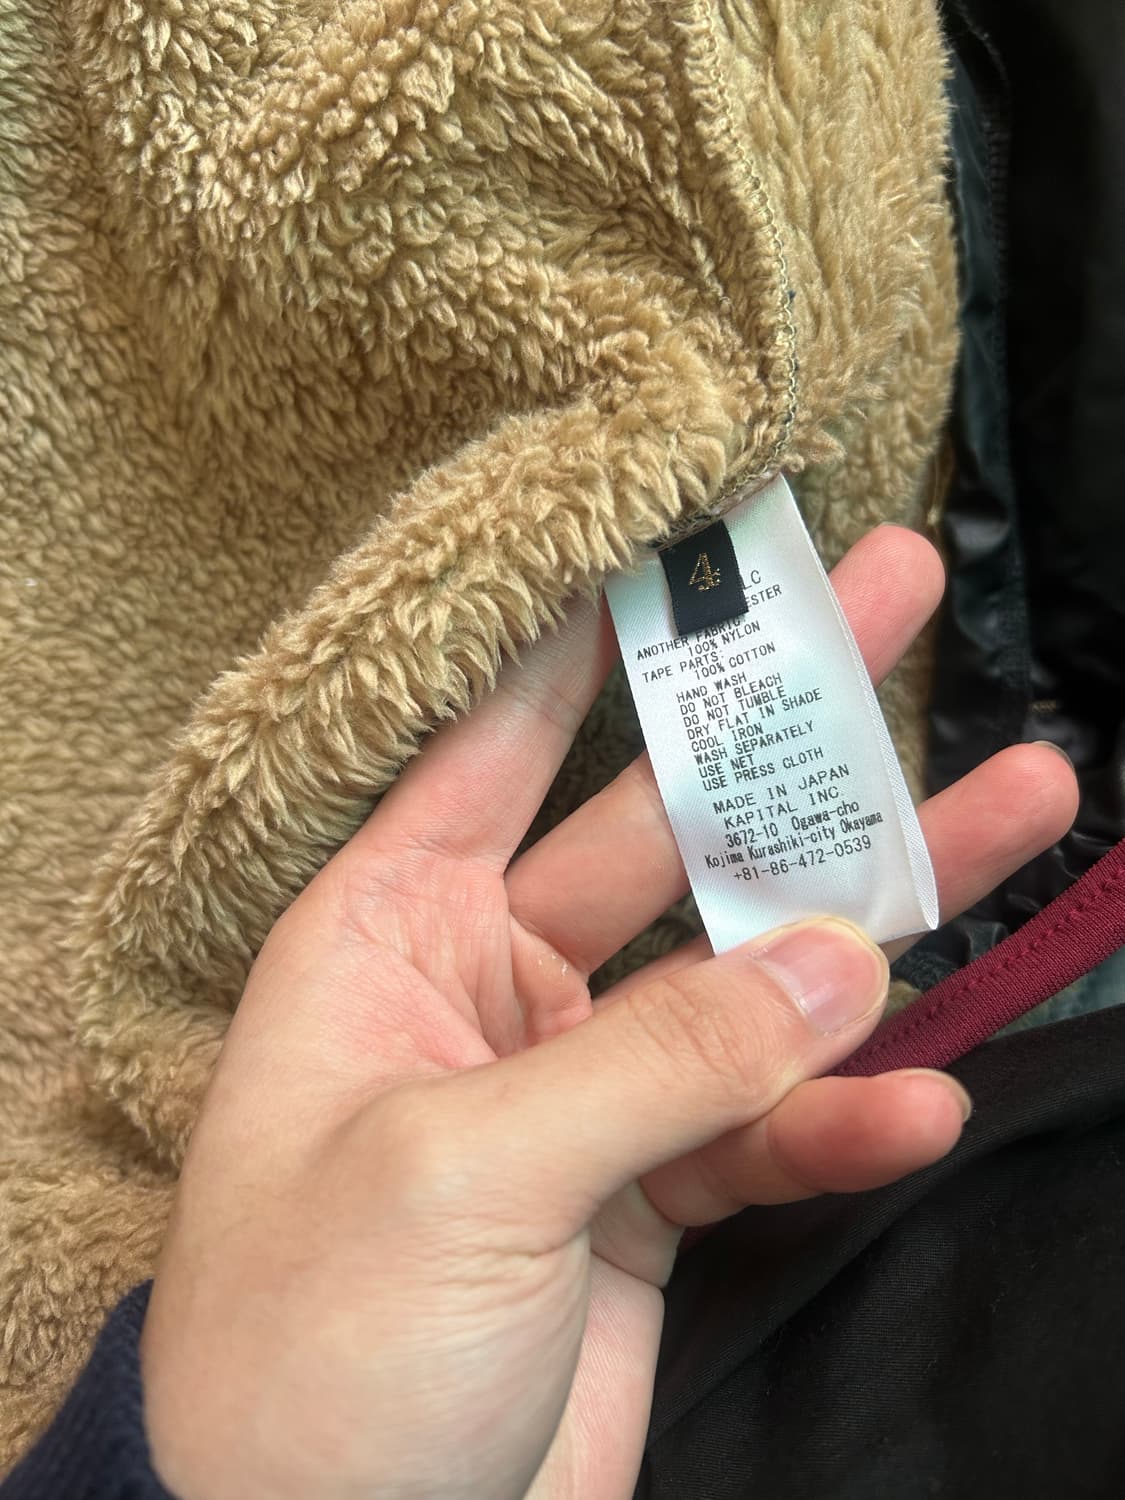 4
LC
ESTER
ANOTHER FABRIC:
100% NYLON
TAPE PARTS:
100% COTTON
HAND WASH
DO NOT BLEACH
DO NOT TUMBLE
DRY FLAT IN SHADE
COOL IRON
WASH SEPARATELY
USE NET
USE PRESS CLOTH
MADE IN JAPAN
KAPITAL INC.
3672-10 Ogawa-cho
Kojima Kurashiki-city Okayama
+81-86-472-0539